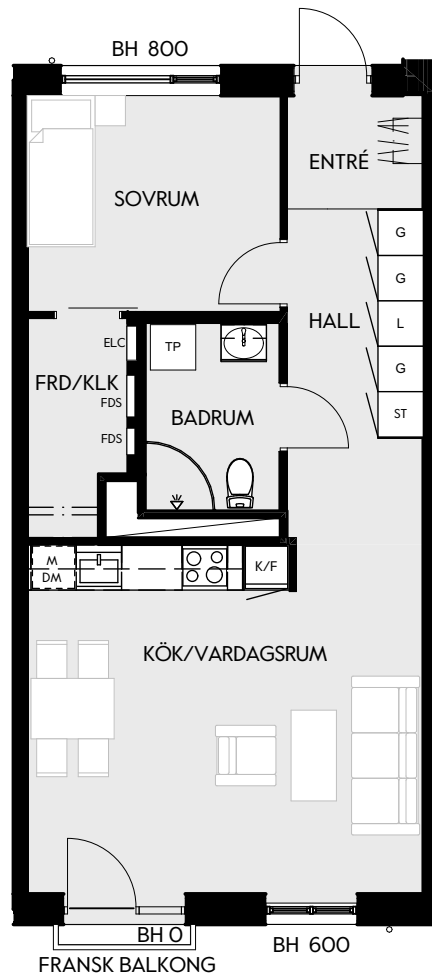 BH 800
ENTRÉ
SOVRUM
G
G
HALL
L
ELC
TP
FRD/KLK
G
FDS
BADRUM
ST
FDS
M
DM
K/F
KÖK/VARDAGSRUM
BH 0
BH 600
FRANSK BALKONG